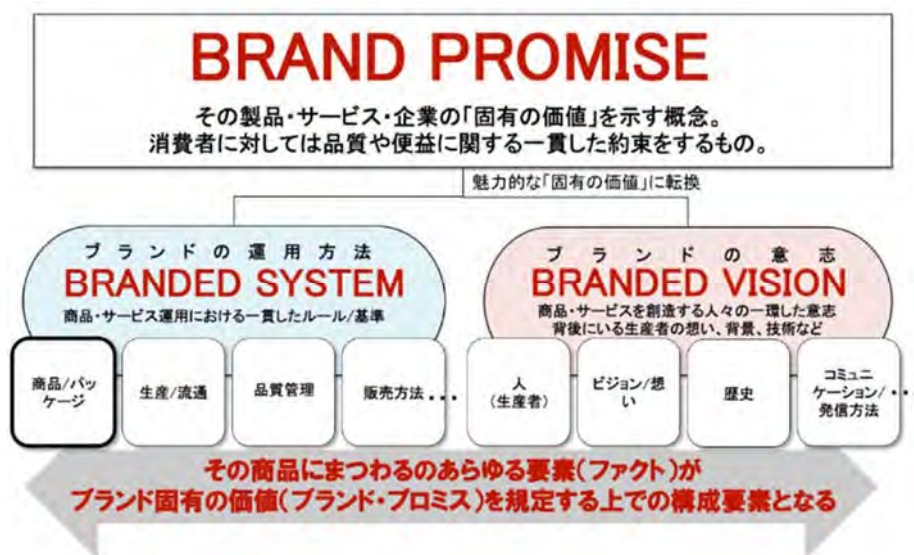 BRAND PROMISE
その製品・サービス・企業の「固有の価値」を示す概念。
消費者に対しては品質や便益に関する一貫した約束をするもの。
魅力的な「固有の価値」に転換
ブランドの運用方法
BRANDED SYSTEM
商品・サービス運用における一貫したルール/基準
ブランドの意志
BRANDED VISION
商品・サービスを創造する人々の一環した意志
背後にいる生産者の想い、背景、技術など
商品/パッ
ケージ
生産/流通
品質管理
販売方法
・・・
人
(生産者)
ビジョン/想
い
歴史
コミュニ
ケーション/
発信方法
・・
その商品にまつわるのあらゆる要素(ファクト)が
ブランド固有の価値(ブランド・プロミス)を規定する上での構成要素となる